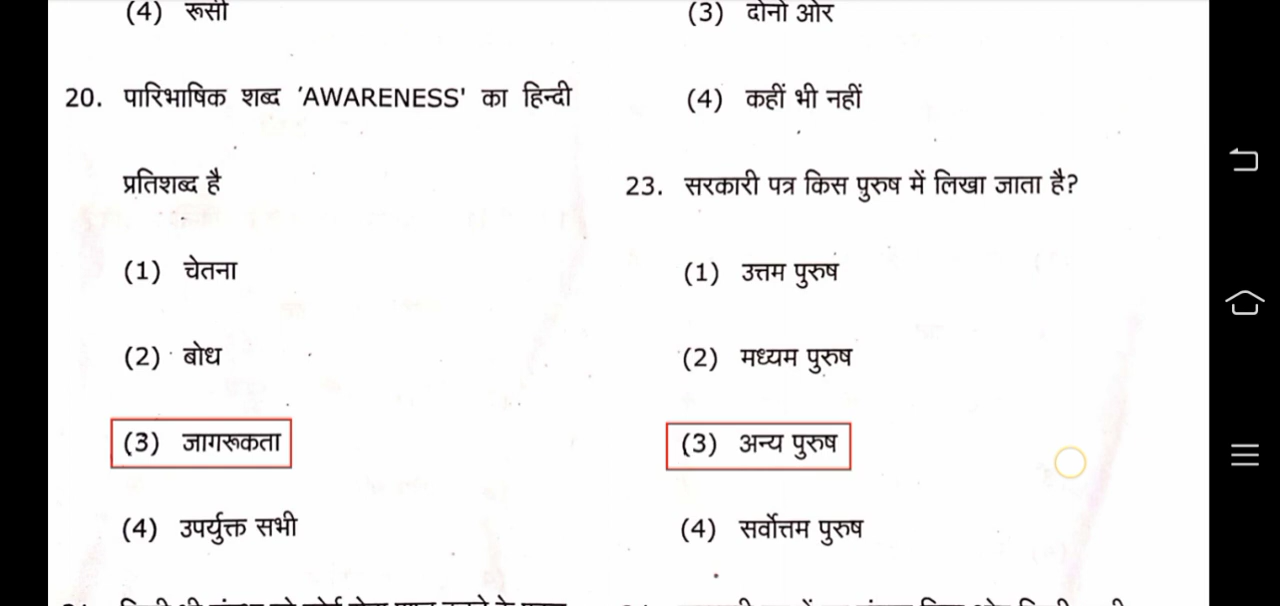 (4) रूसी
20. पारिभाषिक शब्द 'AWARENESS' का हिन्दी
प्रतिशब्द है
(1) चेतना
(2) बोध
(3) जागरूकता
(4) उपर्युक्त सभी
(3) दोनों ओर
(4) कहीं भी नहीं
23. सरकारी पत्र किस पुरुष में लिखा जाता है?
(1) उत्तम पुरुष
(2) मध्यम पुरुष
(3) अन्य पुरुष
(4) सर्वोत्तम पुरुष